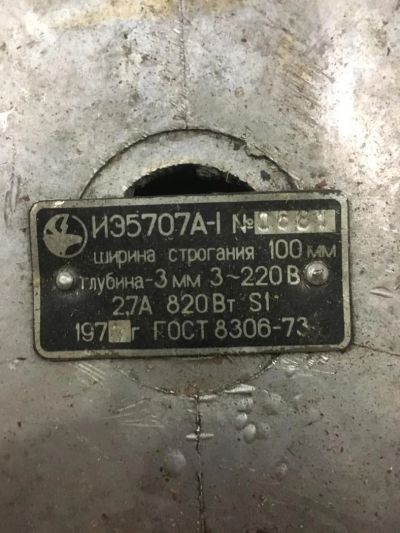 ИЭ5707А-I №
ширина строгания 100 мм
глубина-3 мм 3~220 В
2,7А 820 Вт S1
г ГОСТ 8306-73